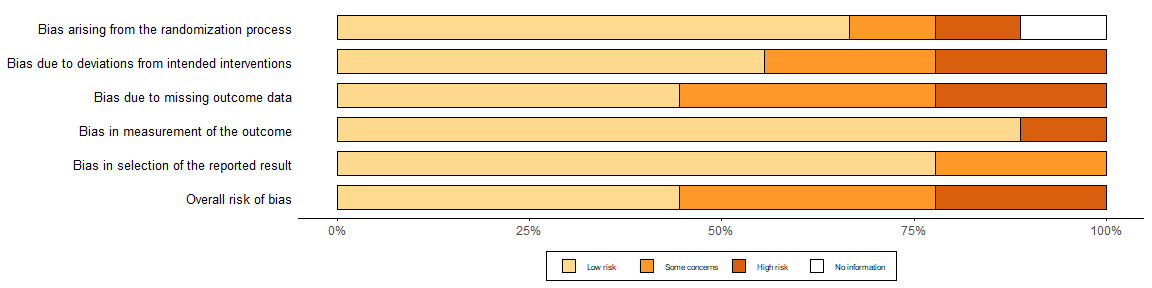 Bias arising from the randomization process
Bias due to deviations from intended interventions
Bias due to missing outcome data
Bias in measurement of the outcome
Bias in selection of the reported result
Overall risk of bias
0% 25% 50% 75% 100%
Low risk Some concerns High risk No information